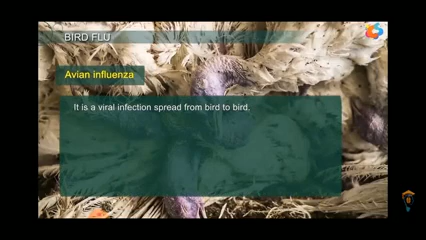 BIRD FLU
Avian influenza
It is a viral infection spread from bird to bird.